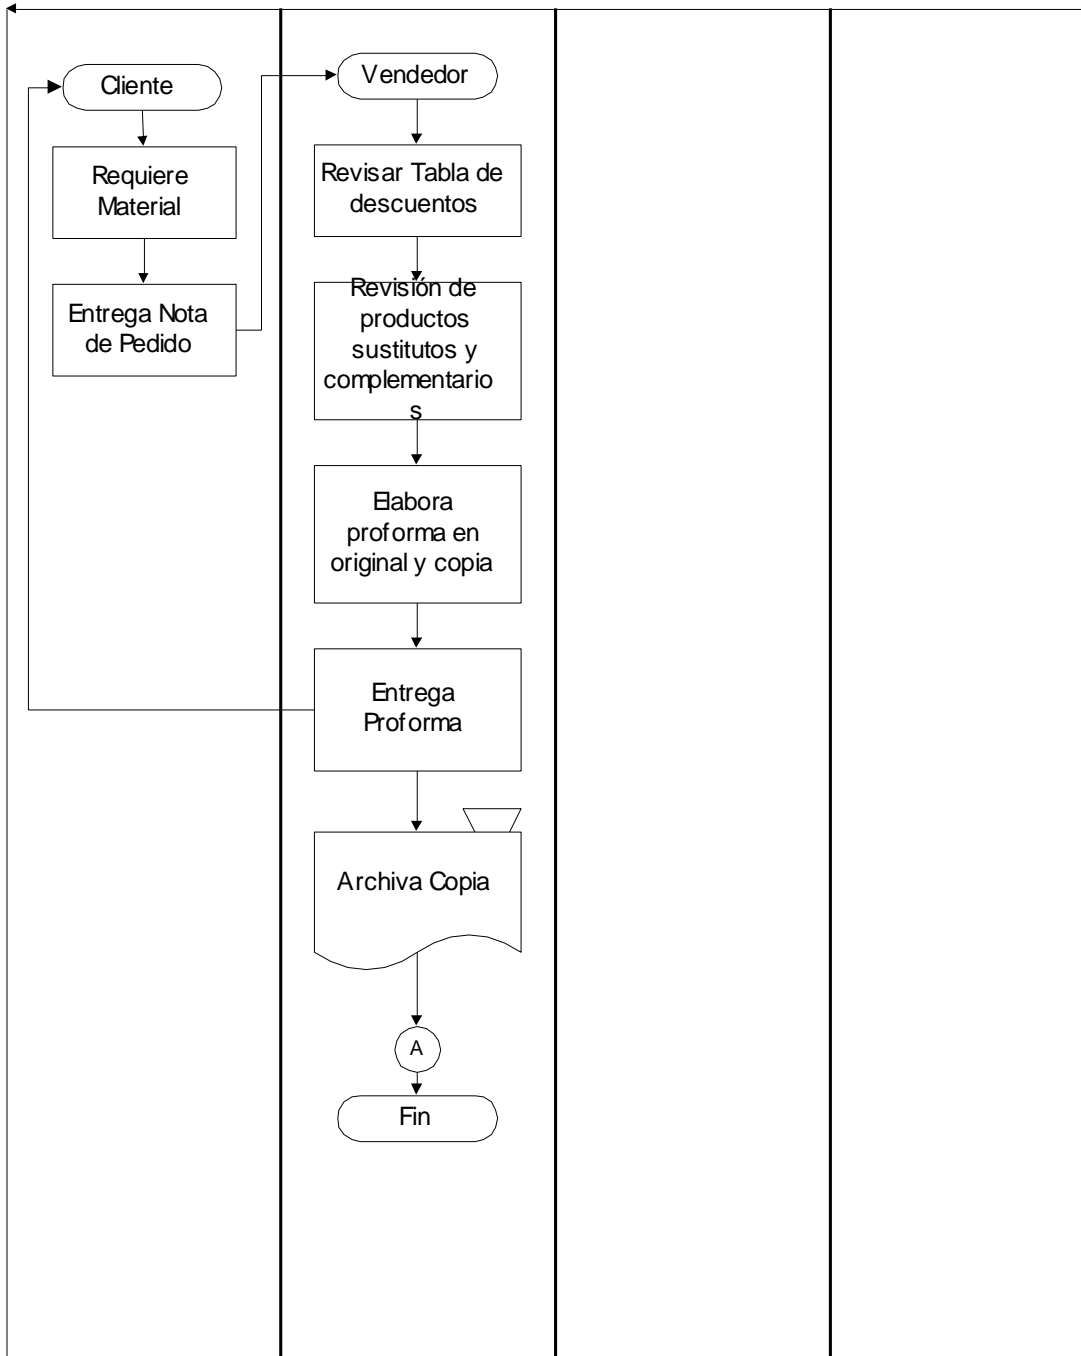 Cliente
Requiere
Material
Entrega Nota
de Pedido
Vendedor
Revisar Tabla de
descuentos
Revisión de
productos
sustitutos y
complementario
s
Elabora
proforma en
original y copia
Entrega
Proforma
Archiva Copia
A
Fin